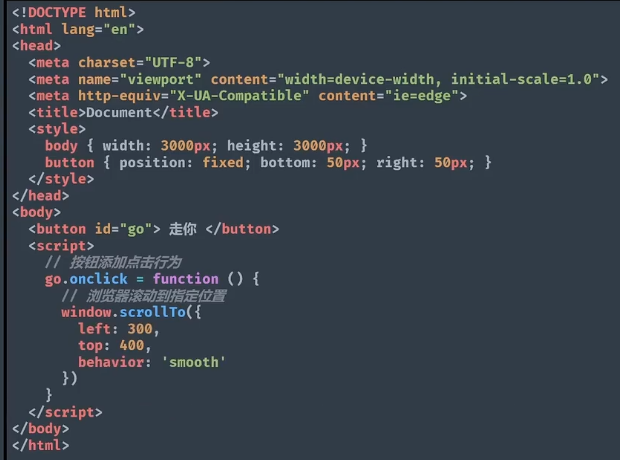 <!DOCTYPE html>
<html lang="en">
<head>
  <meta charset="UTF-8">
  <meta name="viewport" content="width=device-width, initial-scale=1.0">
  <meta http-equiv="X-UA-Compatible" content="ie=edge">
  <title>Document</title>
  <style>
    body { width: 3000px; height: 3000px; }
    button { position: fixed; bottom: 50px; right: 50px; }
  </style>
</head>
<body>
  <button id="go"> 走你 </button>
  <script>
    // 按钮添加点击行为
    go.onclick = function () {
      // 浏览器滚动到指定位置
      window.scrollTo({
        left: 300,
        top: 400,
        behavior: 'smooth'
      })
    }
  </script>
</body>
</html>